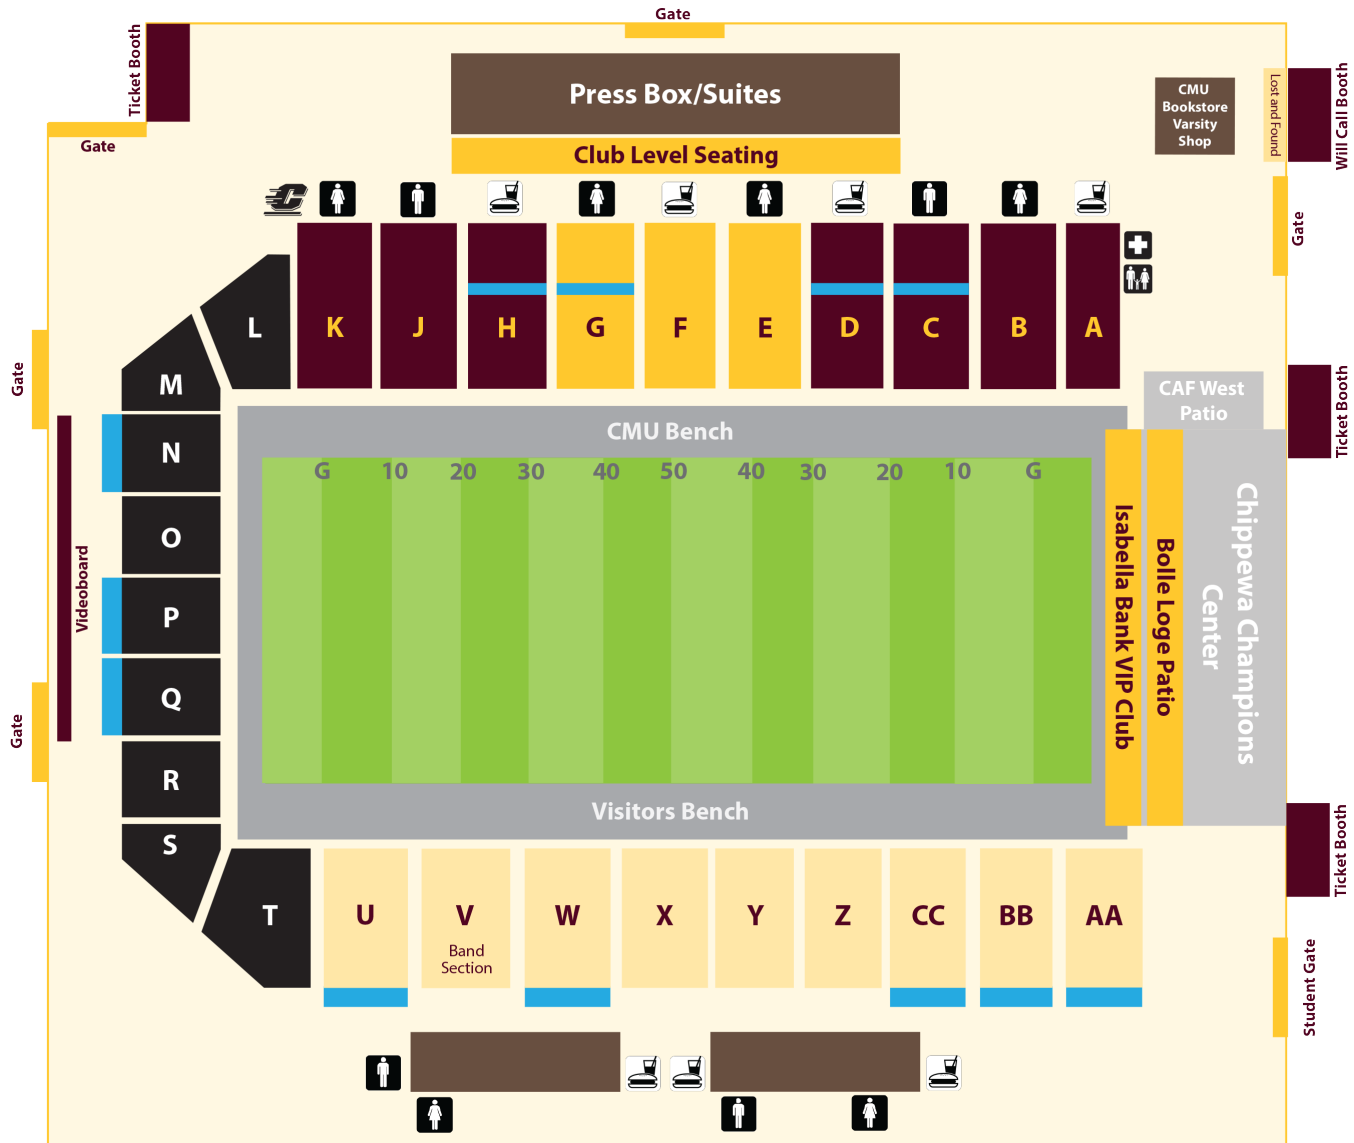 Gate
Ticket Booth
Press Box/Suites
CMU
Bookstore
Varsity
Shop
Lost and Found
Will Call Booth
Gate
Club Level Seating
C
Gate
K
J
H
G
F
E
D
C
B
A
L
M
Gate
Ticket Booth
CAF West
Patio
CMU Bench
N
G
10
20
30
40
50
40
30
20
10
G
O
Videoboard
P
Q
Gate
R
S
Isabella Bank VIP Club
Bolle Loge Patio
Chippewa Champions
Center
Visitors Bench
Ticket Booth
T
U
V
Band
Section
W
X
Y
Z
CC
BB
AA
Student Gate